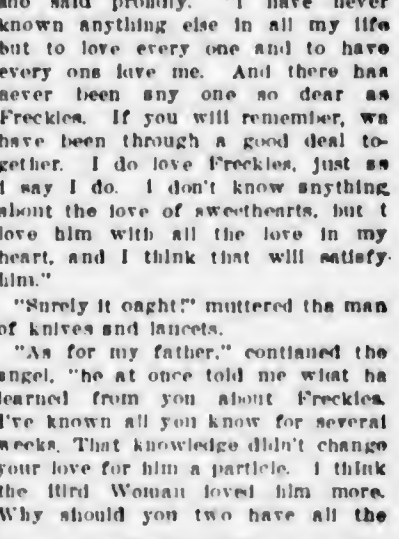 she said proudly. "I have never
known anything else in all my life
but to love every one and to have
every one love me. And there has
never been any one so dear as
Freckles. If you will remember, we
have been through a good deal to-
gether. I do love Freckles, just as
I say I do. I don't know anything
about the love of sweethearts, but I
love him with all the love in my
heart, and I think that will satisfy
him."
"Surely it ought!" muttered the man
of knives and lancets.
"As for my father," continued the
angel, "he at once told me what he
learned from you about Freckles.
I've known all you know for several
weeks. That knowledge didn't change
your love for him a particle. I think
the Bird Woman loved him more.
Why should you two have all the